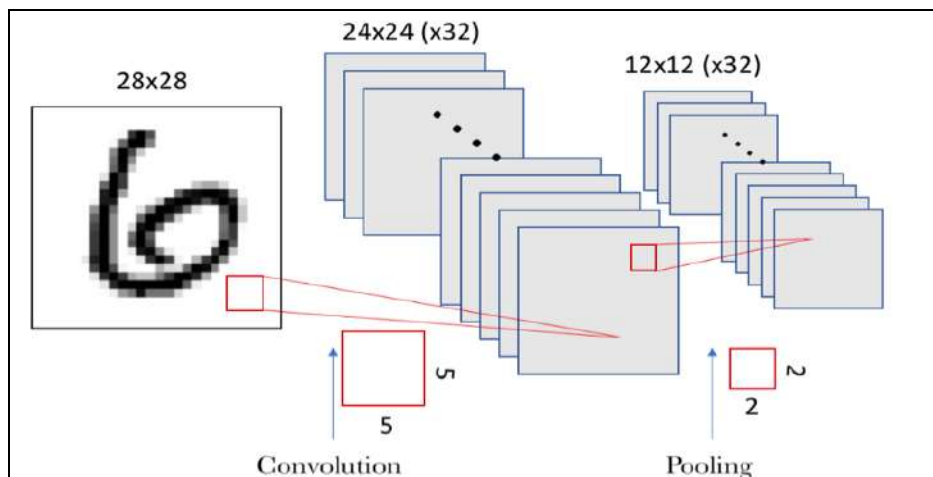 28x28
24x24 (x32)
12x12 (x32)
5
5
2
2
Convolution
Pooling